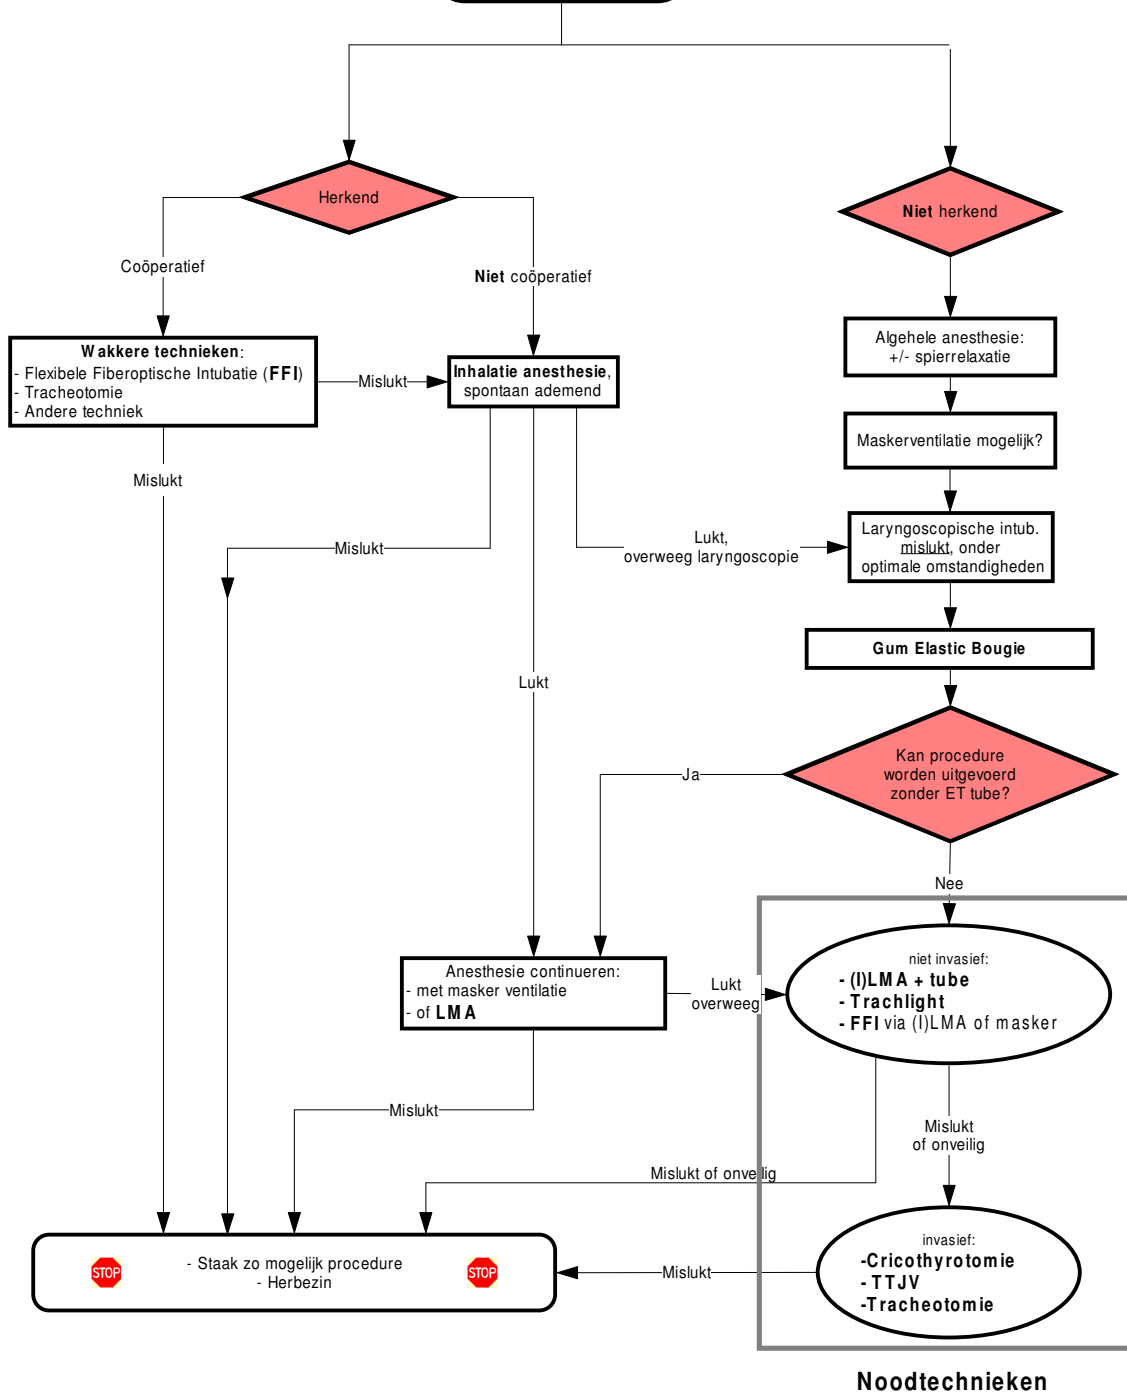 Herkend
Niet herkend
Coöperatief
Niet coöperatief
Wakkere technieken:
- Flexibele Fiberoptische Intubatie (FFI)
- Tracheotomie
- Andere techniek
Mislukt
Inhalatie anesthesie,
spontaan ademend
Algehele anesthesie:
+/- spierrelaxatie
Maskerventilatie mogelijk?
Mislukt
Mislukt
Lukt,
overweeg laryngoscopie
Laryngoscopische intub.
mislukt, onder
optimale omstandigheden
Gum Elastic Bougie
Lukt
Kan procedure
worden uitgevoerd
zonder ET tube?
Ja
Nee
Anesthesie continueren:
- met masker ventilatie
- of LMA
Lukt
overweeg
niet invasief:
- (I)LMA + tube
- Trachlight
- FFI via (I)LMA of masker
Mislukt
Mislukt
of onveilig
Mislukt of onveilig
STOP
- Staak zo mogelijk procedure
- Herbezin
STOP
Mislukt
invasief:
-Cricothyrotomie
- TTJV
-Tracheotomie
Noodtechnieken